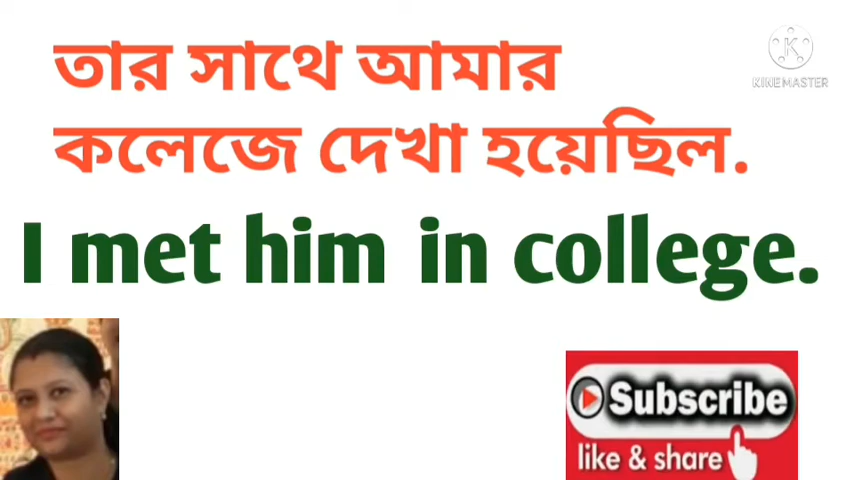 তার সাথে আমার
KINEMASTER
কলেজে দেখা হয়েছিল.
I met him in college.
Subscribe
like & share